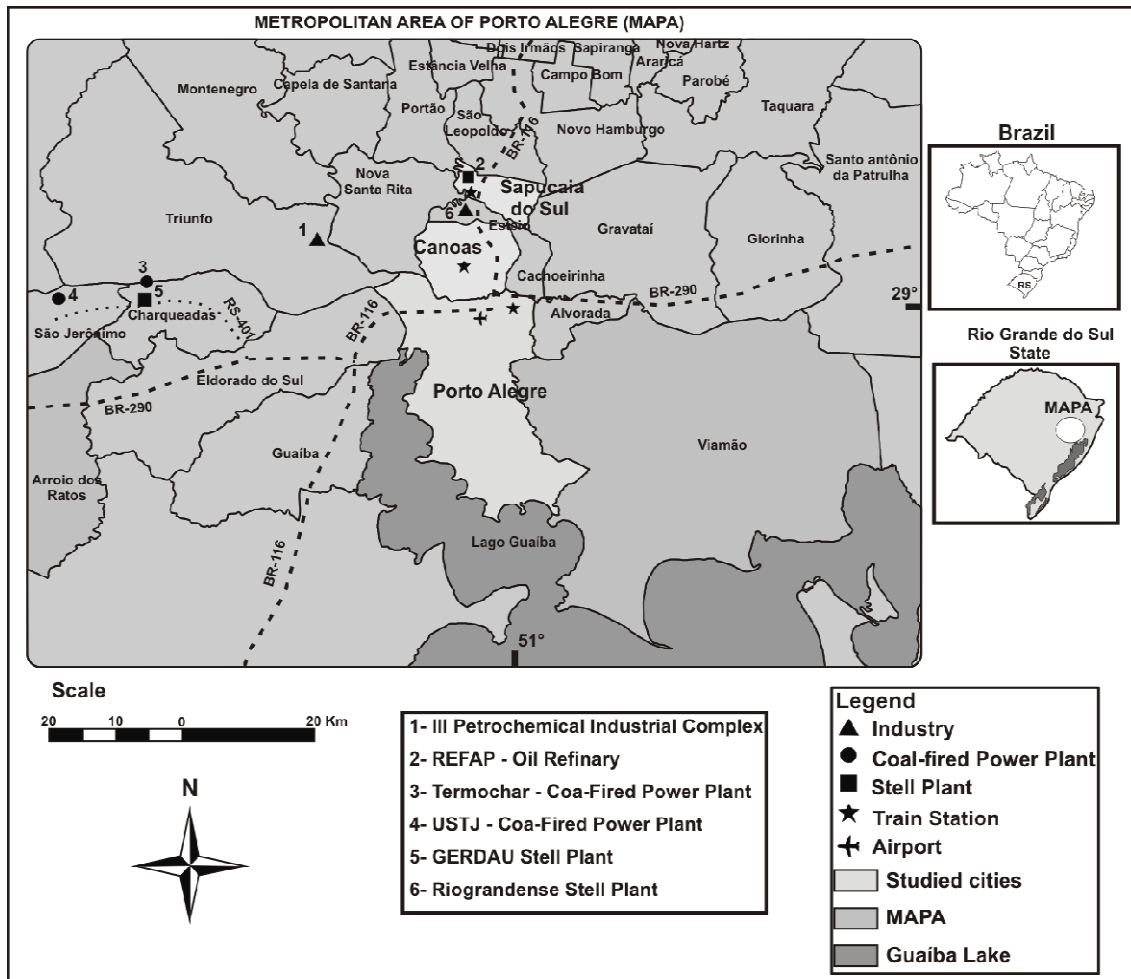 METROPOLITAN AREA OF PORTO ALEGRE (MAPA)
Dois Irmãos
Sapiranga
Nova Hartz
Araricá
Estância Velha
Campo Bom
Parobé
Capela de Santana
Montenegro
Portão
São
Leopoldo
BR-116
Novo Hamburgo
Taquara
Santo antônio
da Patrulha
Nova
Santa Rita
2
Sapucaia
do Sul
6
Esteio
Triunfo
1
Canoas
Gravataí
Glorinha
Cachoeirinha
3
4
5
Charqueadas
RS-401
São Jerônimo
BR-116
BR-290
Alvorada
29°
Eldorado do Sul
BR-290
Porto Alegre
Guaíba
Viamão
Arroio dos
Ratos
Lago Guaíba
BR-116
51°
Brazil
RS
Rio Grande do Sul
State
MAPA
Scale
20 10 0 20 Km
N
1- III Petrochemical Industrial Complex
2- REFAP - Oil Refinary
3- Termochar - Coa-Fired Power Plant
4- USTJ - Coa-Fired Power Plant
5- GERDAU Stell Plant
6- Riograndense Stell Plant
Legend
Industry
Coal-fired Power Plant
Stell Plant
Train Station
Airport
Studied cities
MAPA
Guaíba Lake